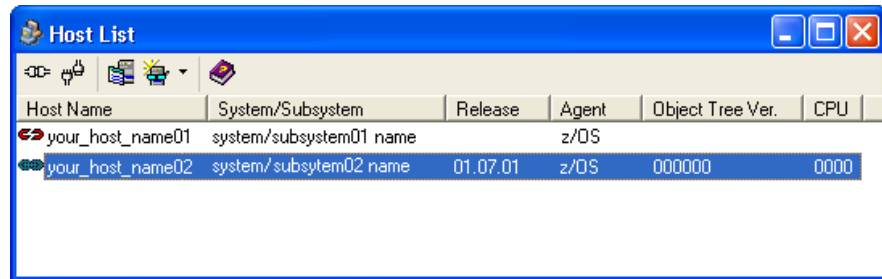 Host List
Host Name System/Subsystem Release Agent Object Tree Ver. CPU
your_host_name01 system/subsystem01 name z/OS
your_host_name02 system/subsytem02 name 01.07.01 z/OS 000000 0000